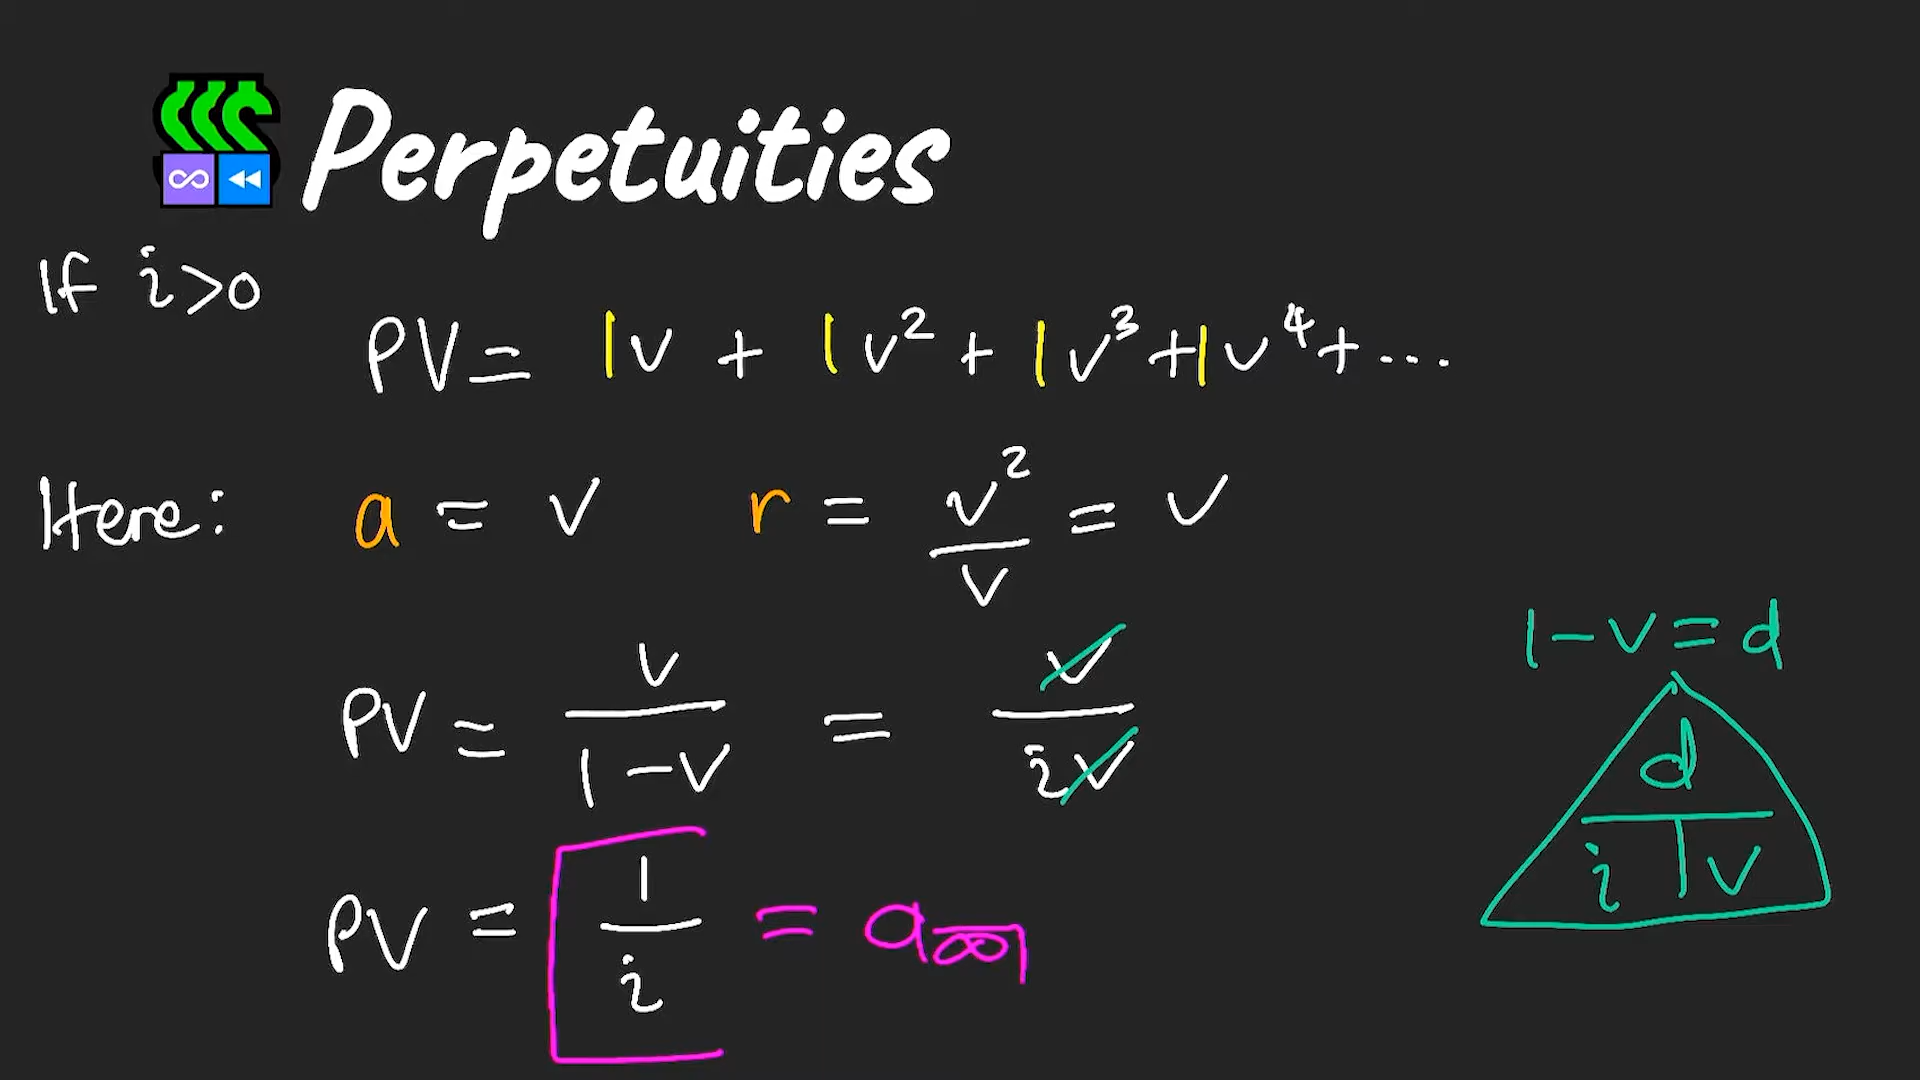 Perpetuities
If i>0
PV = 1v + 1v² + 1v³ + 1v⁴ + ...
Here: a = v r = v²/v = v
1-v=d
PV = v/(1-v) = v/(iv)
d
i v
PV = 1/i = a∞|